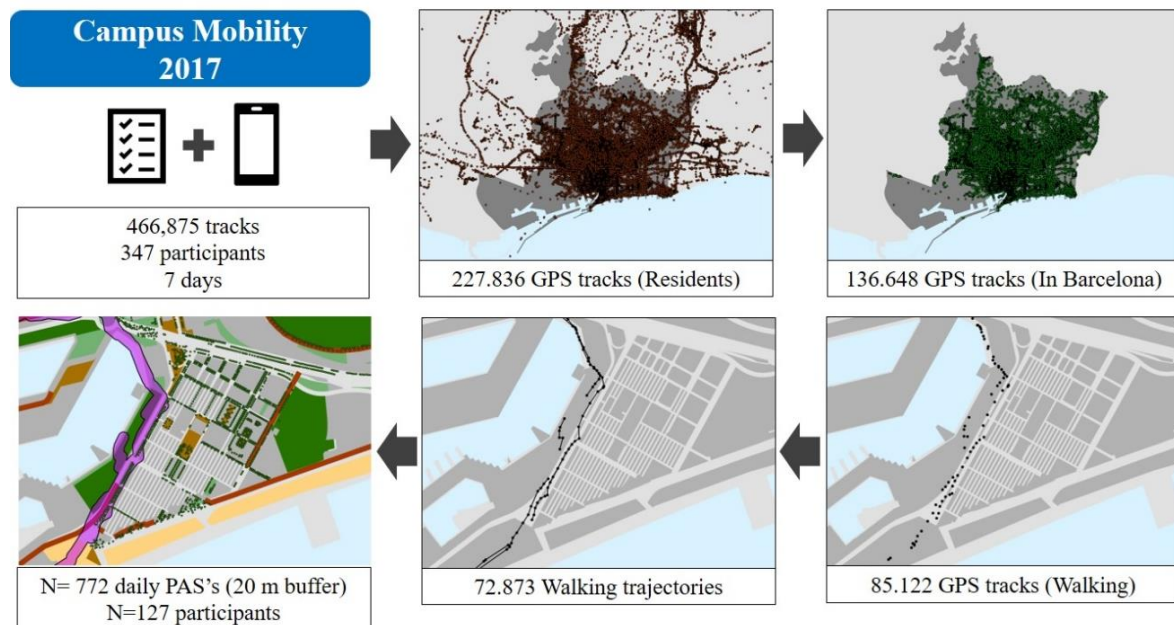 Campus Mobility
2017
466,875 tracks
347 participants
7 days
227.836 GPS tracks (Residents)
136.648 GPS tracks (In Barcelona)
85.122 GPS tracks (Walking)
72.873 Walking trajectories
N= 772 daily PAS’s (20 m buffer)
N=127 participants